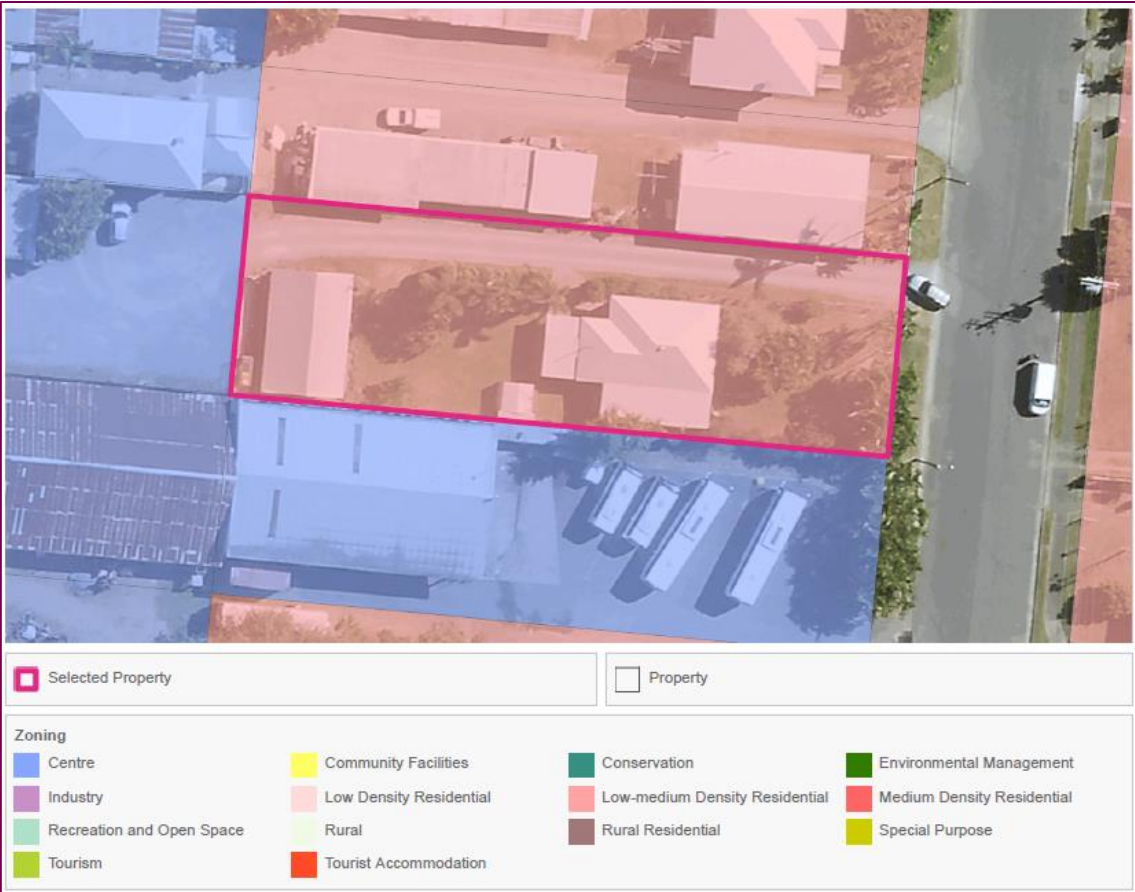 Selected Property
Property
Zoning
Centre
Community Facilities
Conservation
Environmental Management
Industry
Low Density Residential
Low-medium Density Residential
Medium Density Residential
Recreation and Open Space
Rural
Rural Residential
Special Purpose
Tourism
Tourist Accommodation